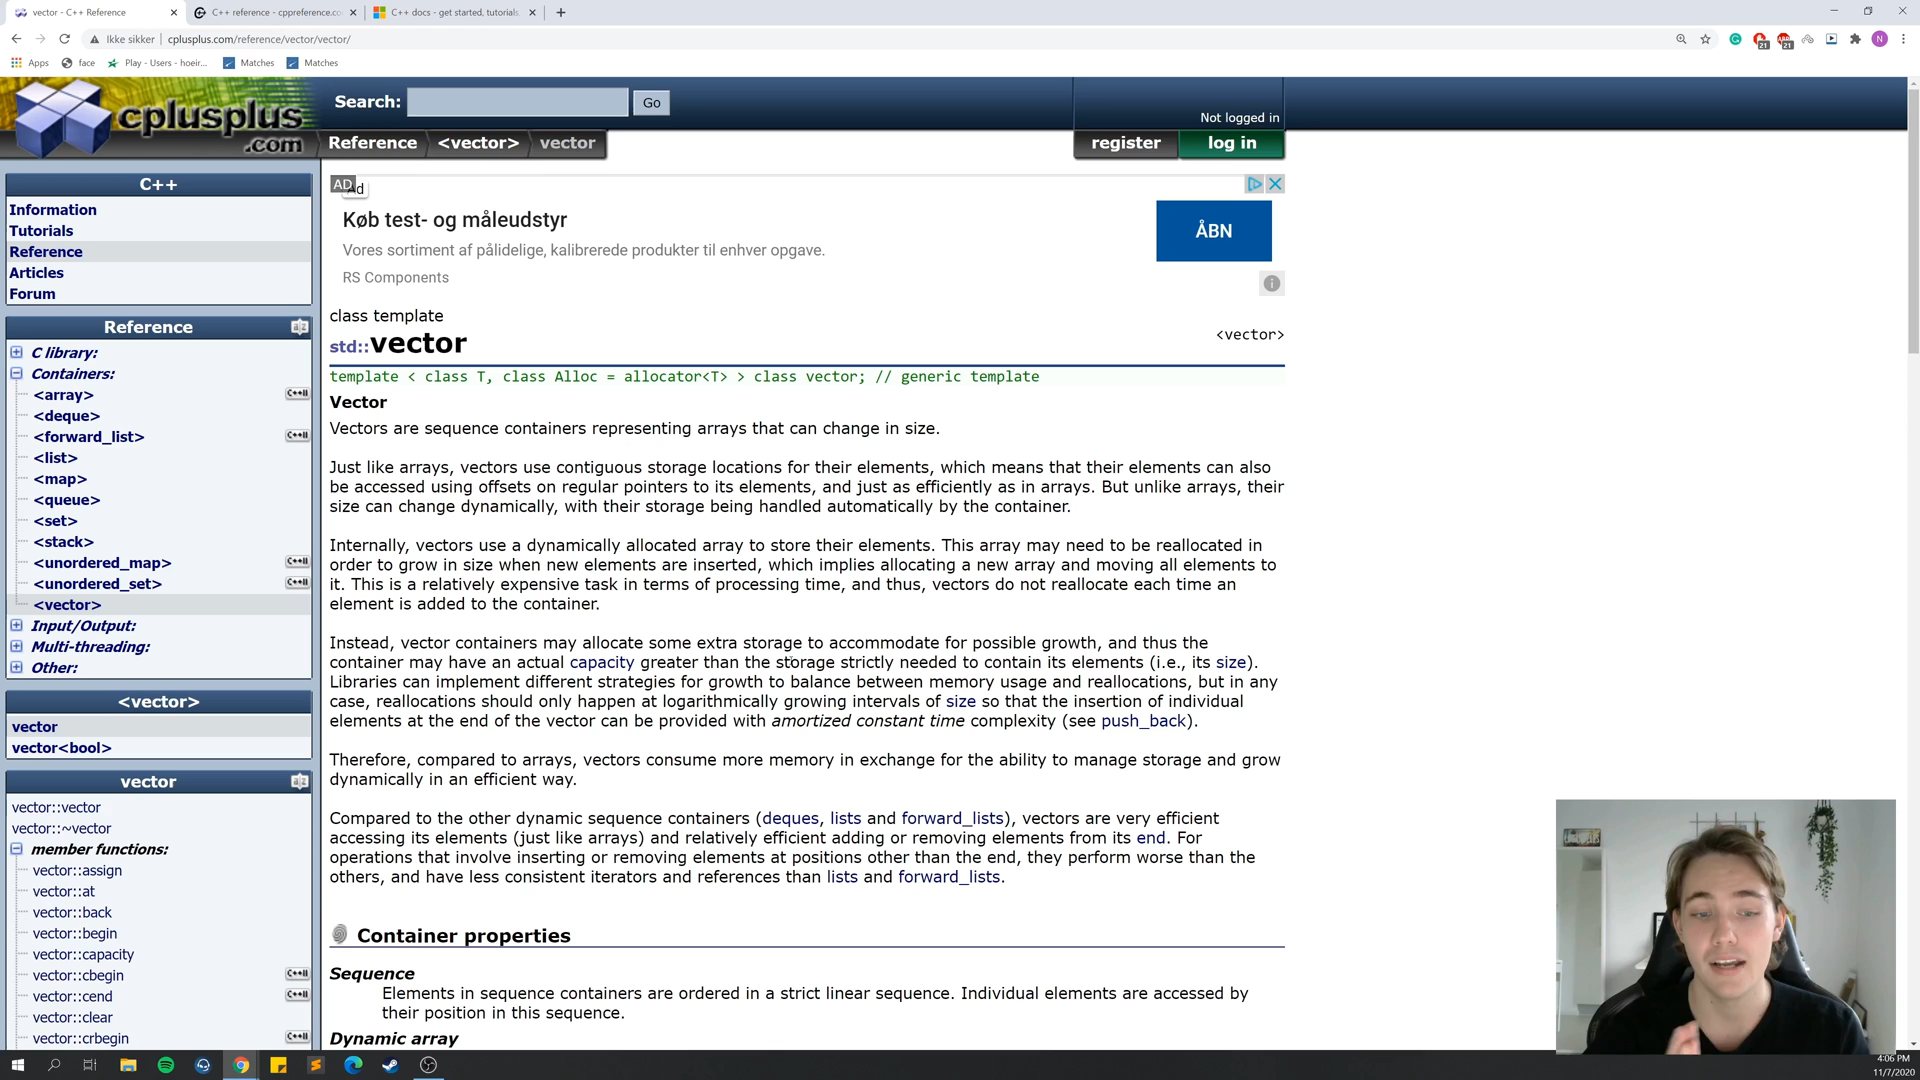 vector - C++ Reference
C++ reference - cppreference.co
C++ docs - get started, tutorials,
Ikke sikker | cplusplus.com/reference/vector/vector/
21
21
N
Apps
face
Play - Users - hoeir...
Matches
Matches
cplusplus
.com
Search:
Go
Not logged in
Reference
<vector>
vector
register
log in
C++
Information
Tutorials
Reference
Articles
Forum
Reference
C library:
Containers:
<array>
<deque>
<forward_list>
<list>
<map>
<queue>
<set>
<stack>
<unordered_map>
<unordered_set>
<vector>
Input/Output:
Multi-threading:
Other:
<vector>
vector
vector<bool>
vector
vector::vector
vector::~vector
member functions:
vector::assign
vector::at
vector::back
vector::begin
vector::capacity
vector::cbegin
vector::cend
vector::clear
vector::crbegin
AD
Ad
Køb test- og måleudstyr
Vores sortiment af pålidelige, kalibrerede produkter til enhver opgave.
RS Components
ÅBN
class template
std::vector
<vector>
template < class T, class Alloc = allocator<T> > class vector; // generic template
Vector
Vectors are sequence containers representing arrays that can change in size.
Just like arrays, vectors use contiguous storage locations for their elements, which means that their elements can also
be accessed using offsets on regular pointers to its elements, and just as efficiently as in arrays. But unlike arrays, their
size can change dynamically, with their storage being handled automatically by the container.
Internally, vectors use a dynamically allocated array to store their elements. This array may need to be reallocated in
order to grow in size when new elements are inserted, which implies allocating a new array and moving all elements to
it. This is a relatively expensive task in terms of processing time, and thus, vectors do not reallocate each time an
element is added to the container.
Instead, vector containers may allocate some extra storage to accommodate for possible growth, and thus the
container may have an actual capacity greater than the storage strictly needed to contain its elements (i.e., its size).
Libraries can implement different strategies for growth to balance between memory usage and reallocations, but in any
case, reallocations should only happen at logarithmically growing intervals of size so that the insertion of individual
elements at the end of the vector can be provided with amortized constant time complexity (see push_back).
Therefore, compared to arrays, vectors consume more memory in exchange for the ability to manage storage and grow
dynamically in an efficient way.
Compared to the other dynamic sequence containers (deques, lists and forward_lists), vectors are very efficient
accessing its elements (just like arrays) and relatively efficient adding or removing elements from its end. For
operations that involve inserting or removing elements at positions other than the end, they perform worse than the
others, and have less consistent iterators and references than lists and forward_lists.
Container properties
Sequence
Elements in sequence containers are ordered in a strict linear sequence. Individual elements are accessed by
their position in this sequence.
Dynamic array
4:06 PM
11/7/2020